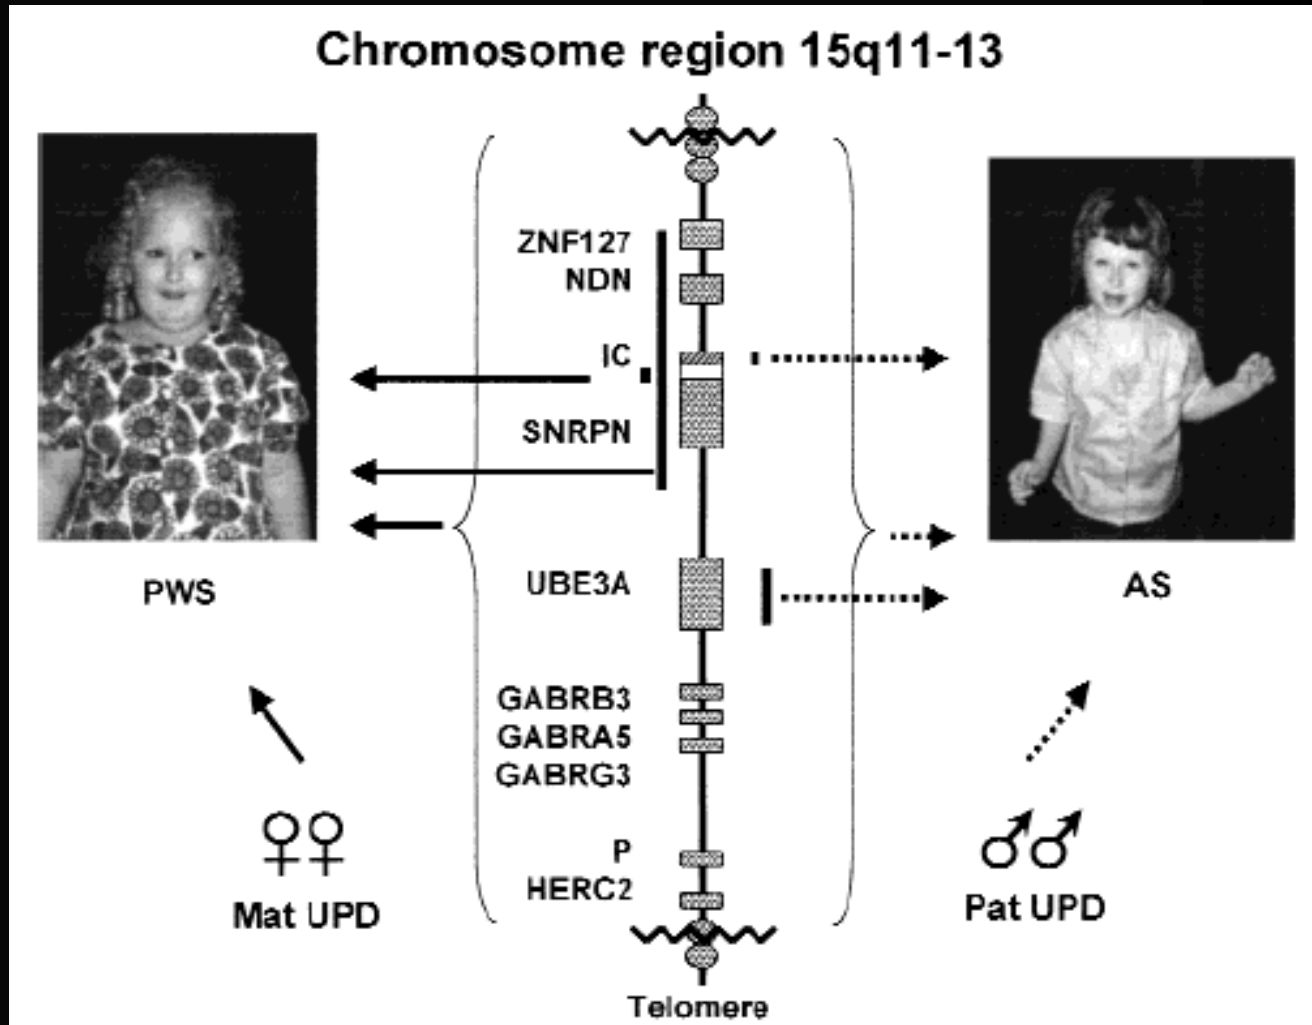 Chromosome region 15q11-13
ZNF127
NDN
IC
SNRPN
PWS
UBE3A
AS
GABRB3
GABRA5
GABRG3
P
HERC2
♀♀
Mat UPD
♂♂
Pat UPD
Telomere